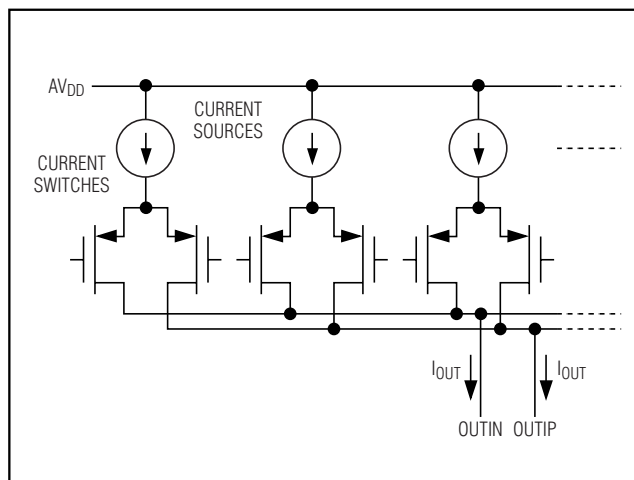 AVDD
CURRENT
SOURCES
CURRENT
SWITCHES
IOUT
IOUT
OUTIN
OUTIP